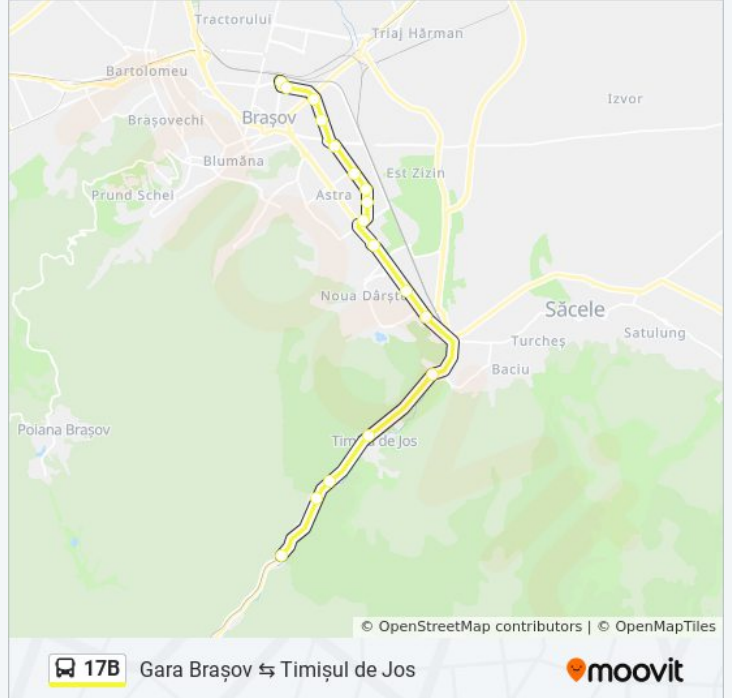 Tractorului
Triaj Hărman
Bartolomeu
Izvor
Brașovechi
Brașov
Blumăna
Est Zizin
Prund Schei
Astra
Noua Dârște
Săcele
Turcheș
Satulung
Baciu
Poiana Brașov
Timișul de Jos
© OpenStreetMap contributors | © OpenMapTiles
17B Gara Brașov ⇆ Timișul de Jos
moovit